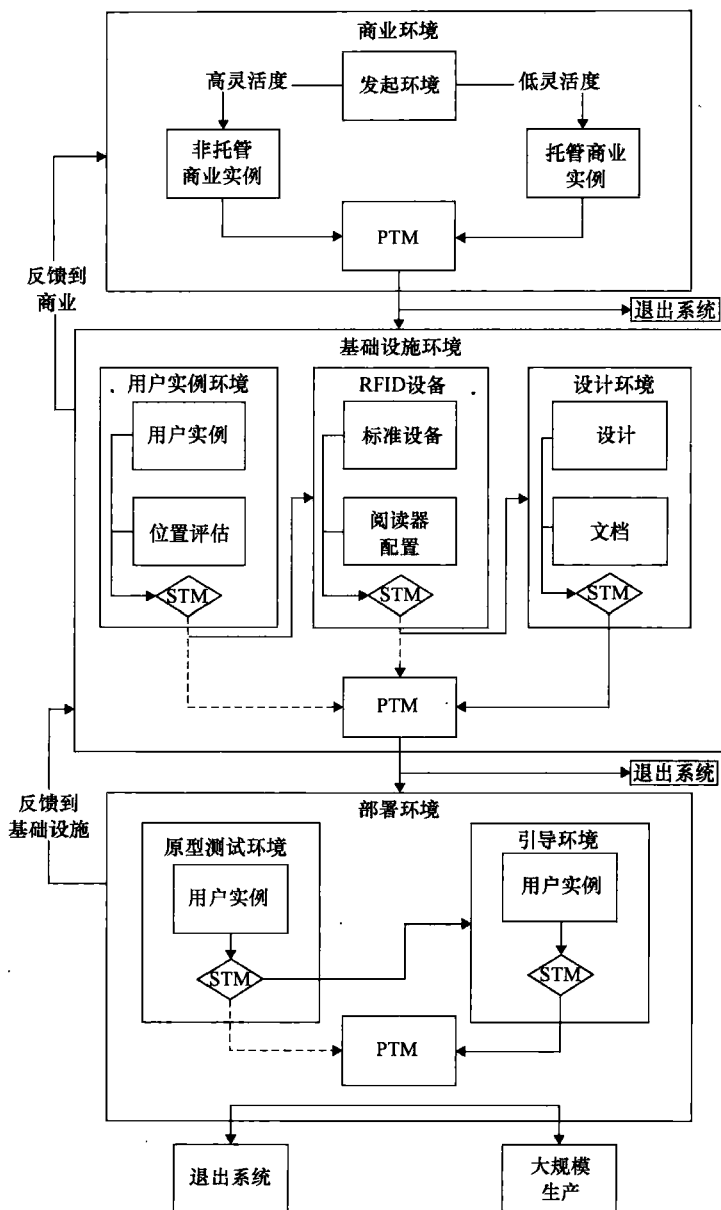 商业环境
高灵活度
发起环境
低灵活度
非托管
商业实例
托管商业
实例
PTM
反馈到
商业
退出系统
基础设施环境
用户实例环境
用户实例
位置评估
STM
RFID设备
标准设备
阅读器
配置
STM
设计环境
设计
文档
STM
PTM
退出系统
反馈到
基础设施
部署环境
原型测试环境
用户实例
STM
引导环境
用户实例
STM
PTM
退出系统
大规模
生产